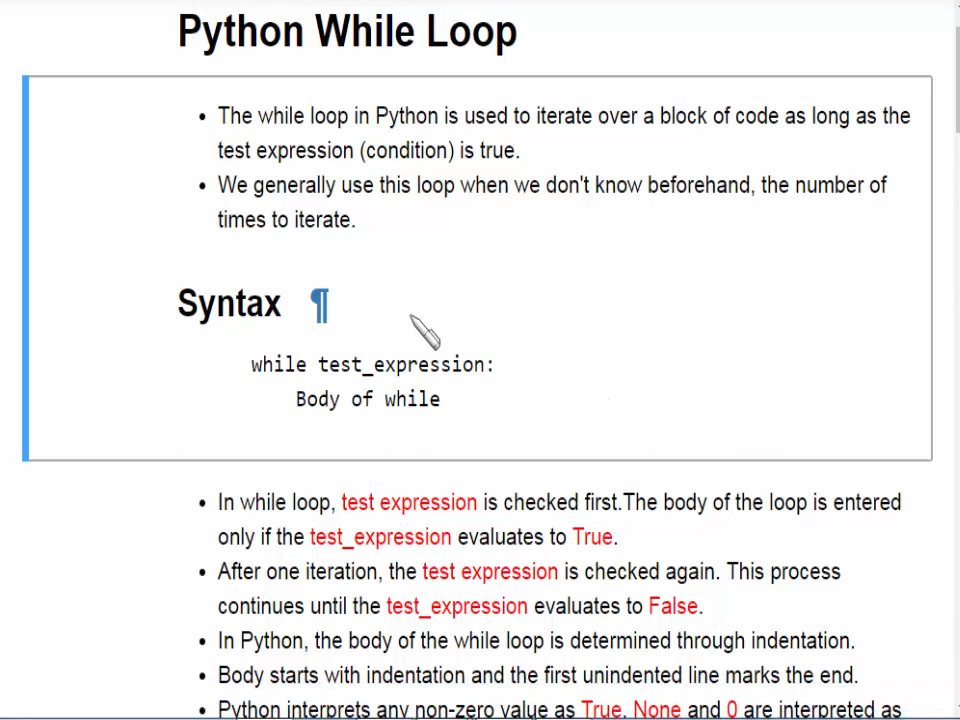 Python While Loop
• The while loop in Python is used to iterate over a block of code as long as the
test expression (condition) is true.
• We generally use this loop when we don't know beforehand, the number of
times to iterate.
Syntax ¶
while test_expression:
Body of while
• In while loop, test expression is checked first.The body of the loop is entered
only if the test_expression evaluates to True.
• After one iteration, the test expression is checked again. This process
continues until the test_expression evaluates to False.
• In Python, the body of the while loop is determined through indentation.
• Body starts with indentation and the first unindented line marks the end.
• Python interprets any non-zero value as True. None and 0 are interpreted as